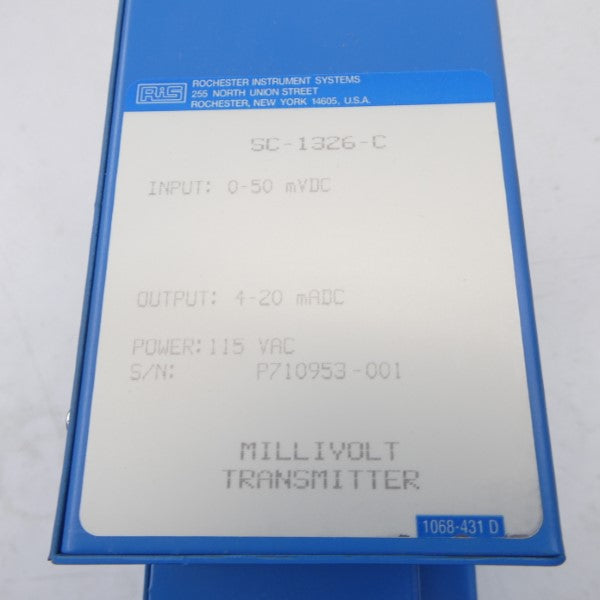 RIS
ROCHESTER INSTRUMENT SYSTEMS
255 NORTH UNION STREET
ROCHESTER, NEW YORK 14605, U.S.A.
SC-1326-C
INPUT: 0-50 mVDC
OUTPUT: 4-20 mADC
POWER: 115 VAC
S/N: P710953-001
MILLIVOLT
TRANSMITTER
1068-431 D